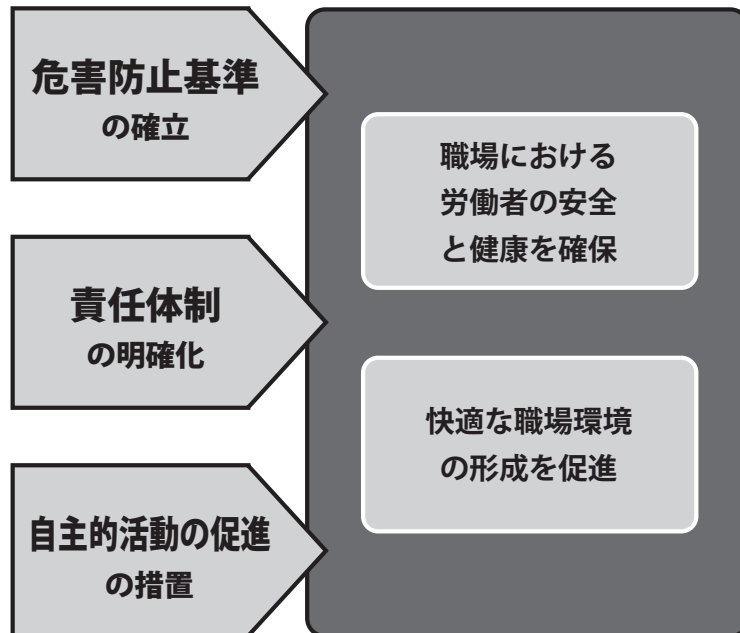 危害防止基準
の確立
責任体制
の明確化
自主的活動の促進
の措置
職場における
労働者の安全
と健康を確保
快適な職場環境
の形成を促進